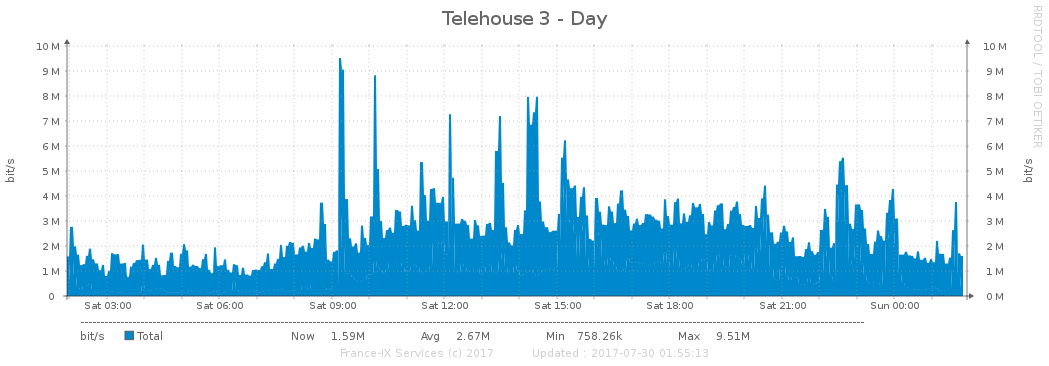 Telehouse 3 - Day
RRDTOOL / TOBI OETIKER
bit/s
10 M 10 M
9 M 9 M
8 M 8 M
7 M 7 M
6 M 6 M
5 M 5 M
4 M 4 M
3 M 3 M
2 M 2 M
1 M 1 M
0 0 M
bit/s
Sat 03:00 Sat 06:00 Sat 09:00 Sat 12:00 Sat 15:00 Sat 18:00 Sat 21:00 Sun 00:00
bit/s Total Now 1.59M Avg 2.67M Min 758.26k Max 9.51M
France-IX Services (c) 2017 Updated : 2017-07-30 01:55:13